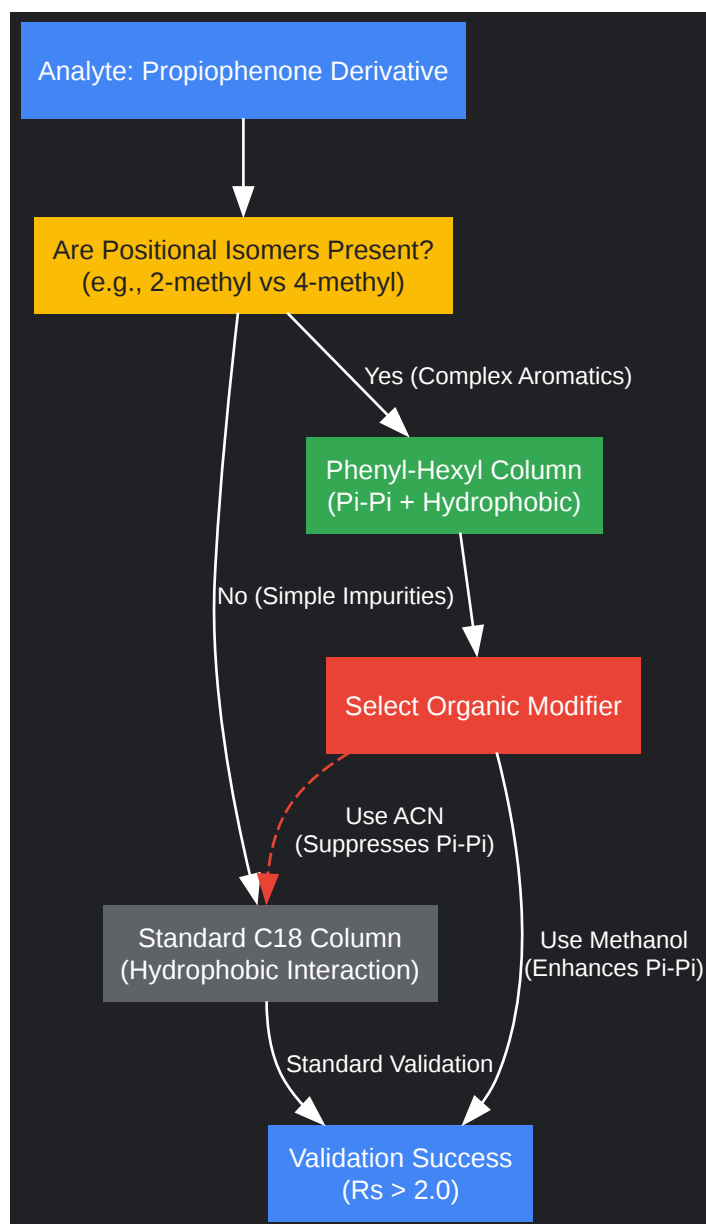 Analyte: Propiophenone Derivative
Are Positional Isomers Present?
(e.g., 2-methyl vs 4-methyl)
Yes (Complex Aromatics)
Phenyl-Hexyl Column
(Pi-Pi + Hydrophobic)
No (Simple Impurities)
Select Organic Modifier
Use ACN
(Suppresses Pi-Pi)
Standard C18 Column
(Hydrophobic Interaction)
Use Methanol
(Enhances Pi-Pi)
Standard Validation
Validation Success
(Rs > 2.0)